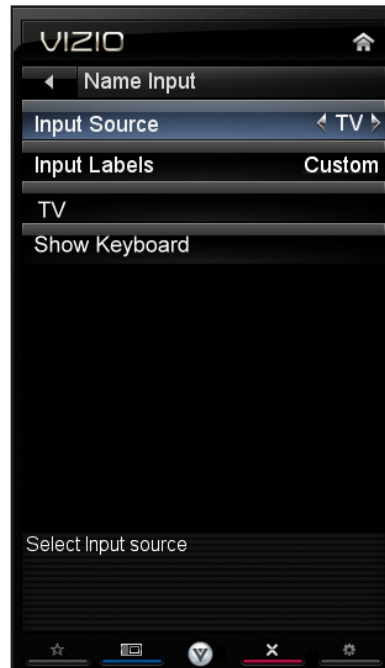 VIZIO
Name Input
Input Source TV
Input Labels Custom
TV
Show Keyboard
Select Input source
V